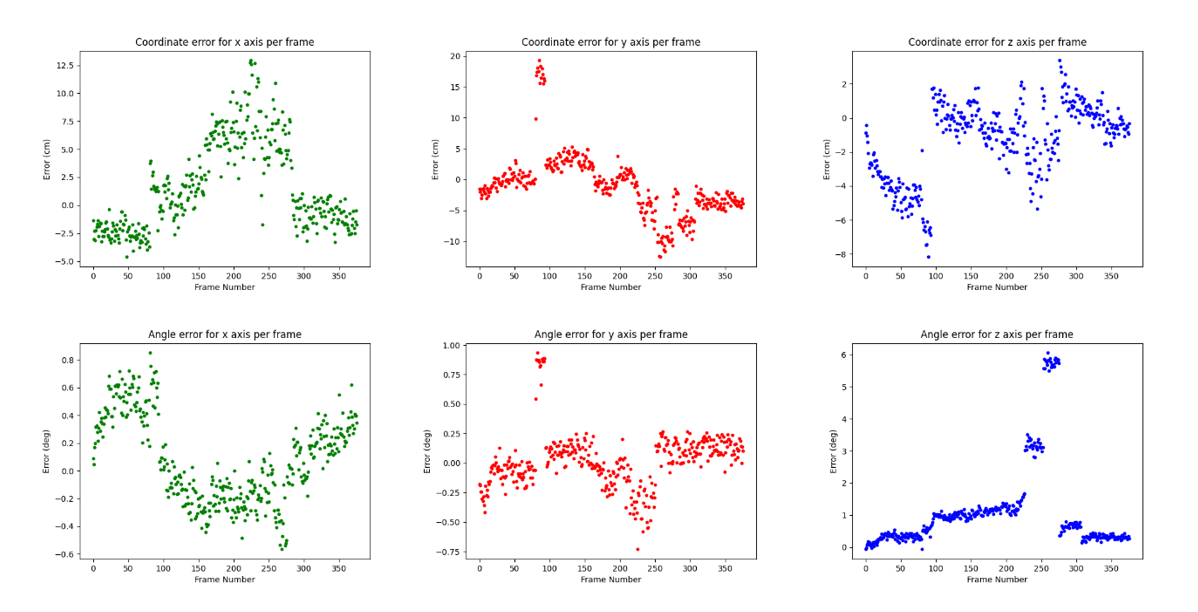 Coordinate error for x axis per frame
12.5
10.0
7.5
5.0
2.5
0.0
−2.5
−5.0
Error (cm)
0 50 100 150 200 250 300 350
Frame Number
Coordinate error for y axis per frame
20
15
10
5
0
−5
−10
Error (cm)
0 50 100 150 200 250 300 350
Frame Number
Coordinate error for z axis per frame
2
0
−2
−4
−6
−8
Error (cm)
0 50 100 150 200 250 300 350
Frame Number
Angle error for x axis per frame
0.8
0.6
0.4
0.2
0.0
−0.2
−0.4
−0.6
Error (deg)
0 50 100 150 200 250 300 350
Frame Number
Angle error for y axis per frame
1.00
0.75
0.50
0.25
0.00
−0.25
−0.50
−0.75
Error (deg)
0 50 100 150 200 250 300 350
Frame Number
Angle error for z axis per frame
6
5
4
3
2
1
0
Error (deg)
0 50 100 150 200 250 300 350
Frame Number